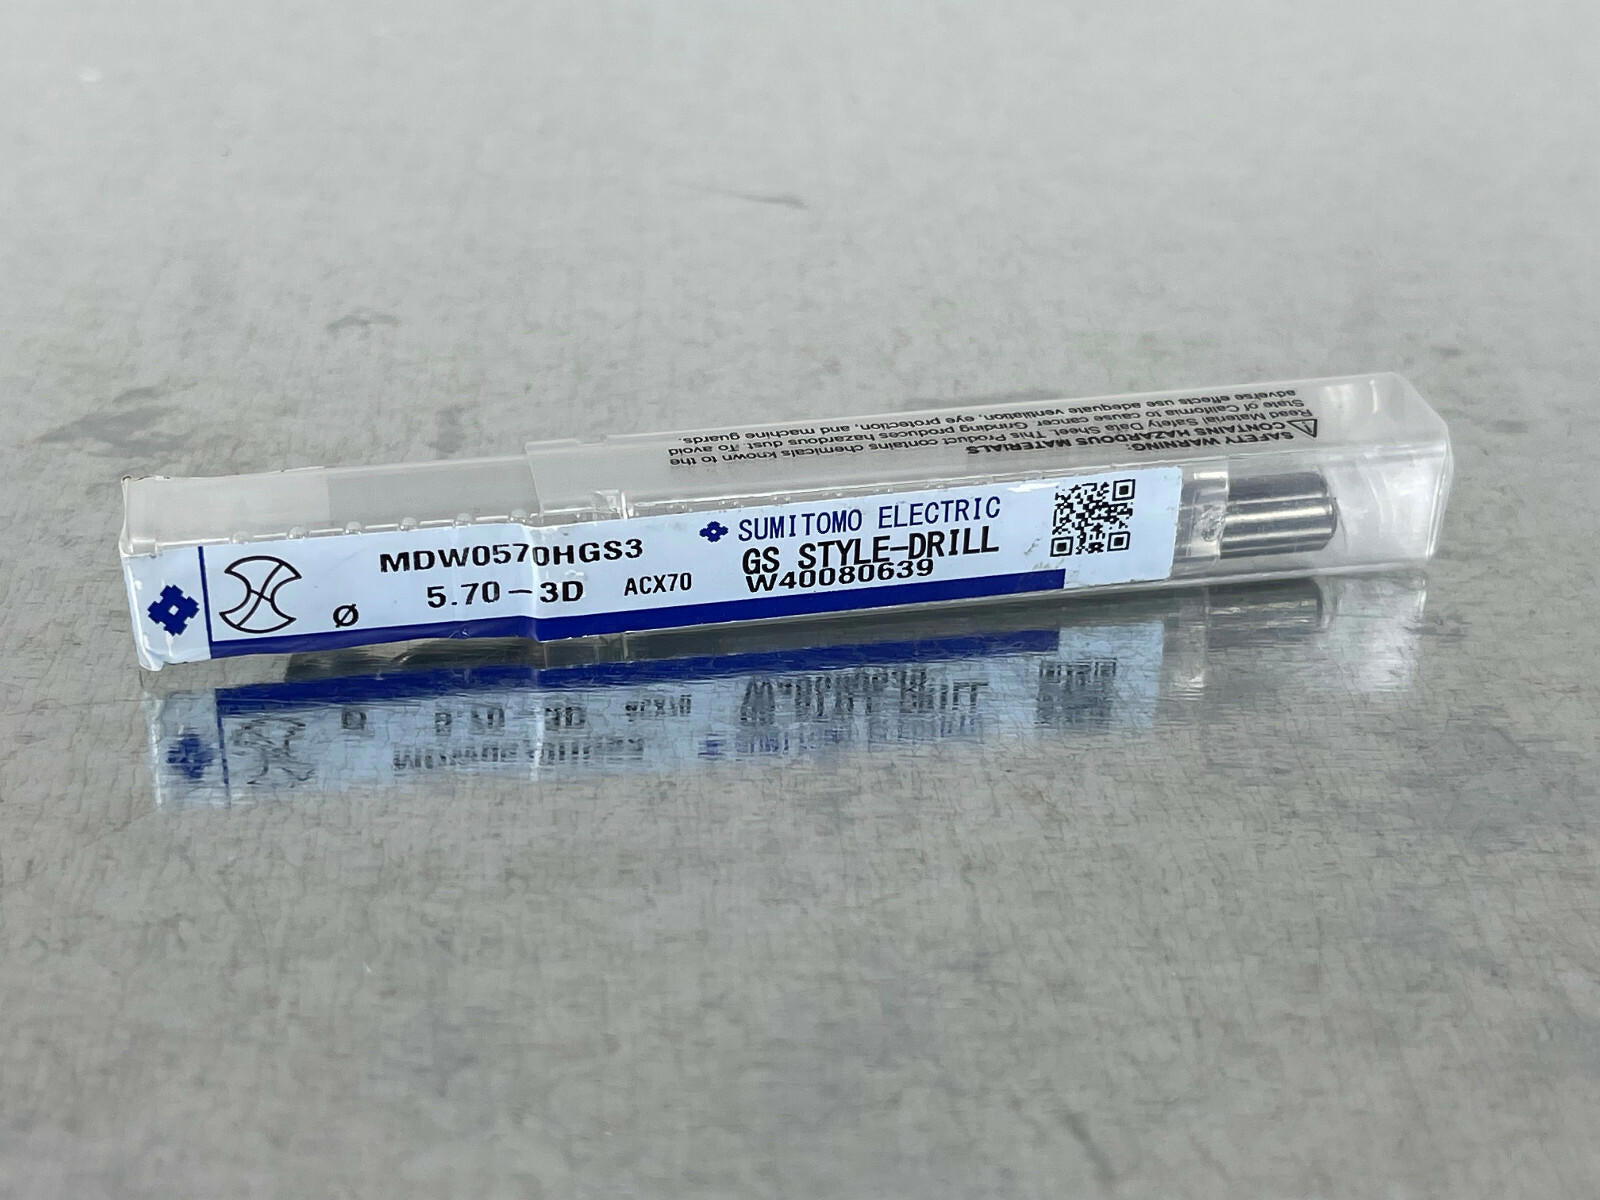 MDW0570HGS3
Ø 5.70-3D ACX70
SUMITOMO ELECTRIC
GS STYLE-DRILL
W40080639
SAFETY WARNING:
CONTAINS HAZARDOUS MATERIALS
Read Material Safety Data Sheet. This Product contains chemicals known to the
State of California to cause cancer. Grinding produces hazardous dust. To avoid
adverse effects use adequate ventilation, eye protection, and machine guards.